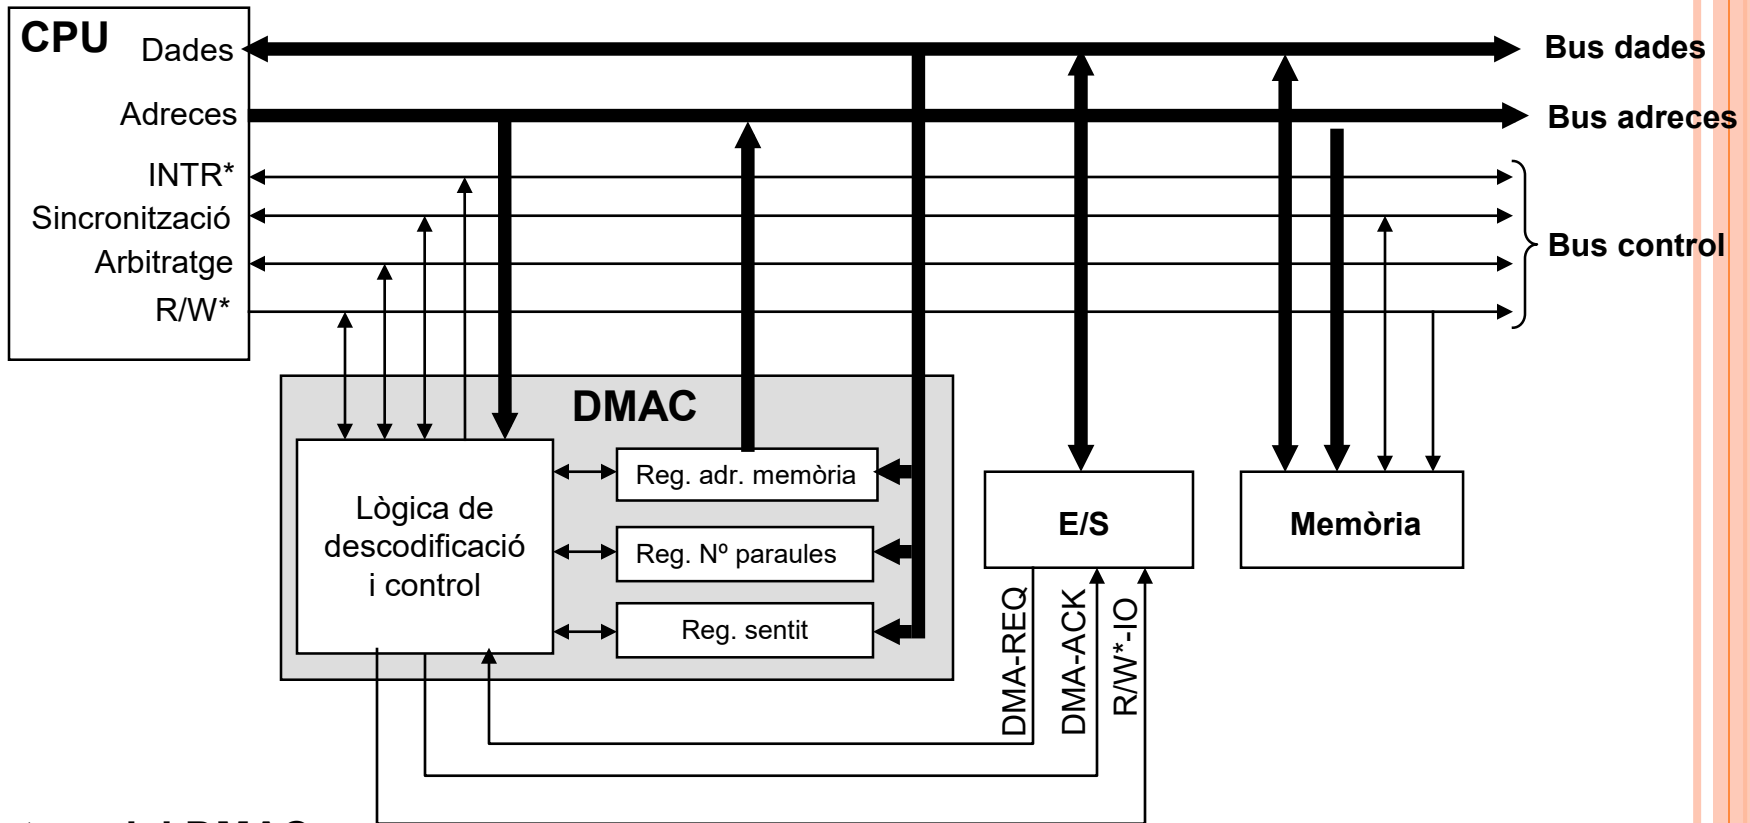 CPU
Dades
Bus dades
Adreces
Bus adreces
INTR*
Sincronització
Bus control
Arbitratge
R/W*
DMAC
Lògica de
descodificació
i control
Reg. adr. memòria
Reg. Nº paraules
Reg. sentit
E/S
Memòria
DMA-REQ
DMA-ACK
R/W*-IO